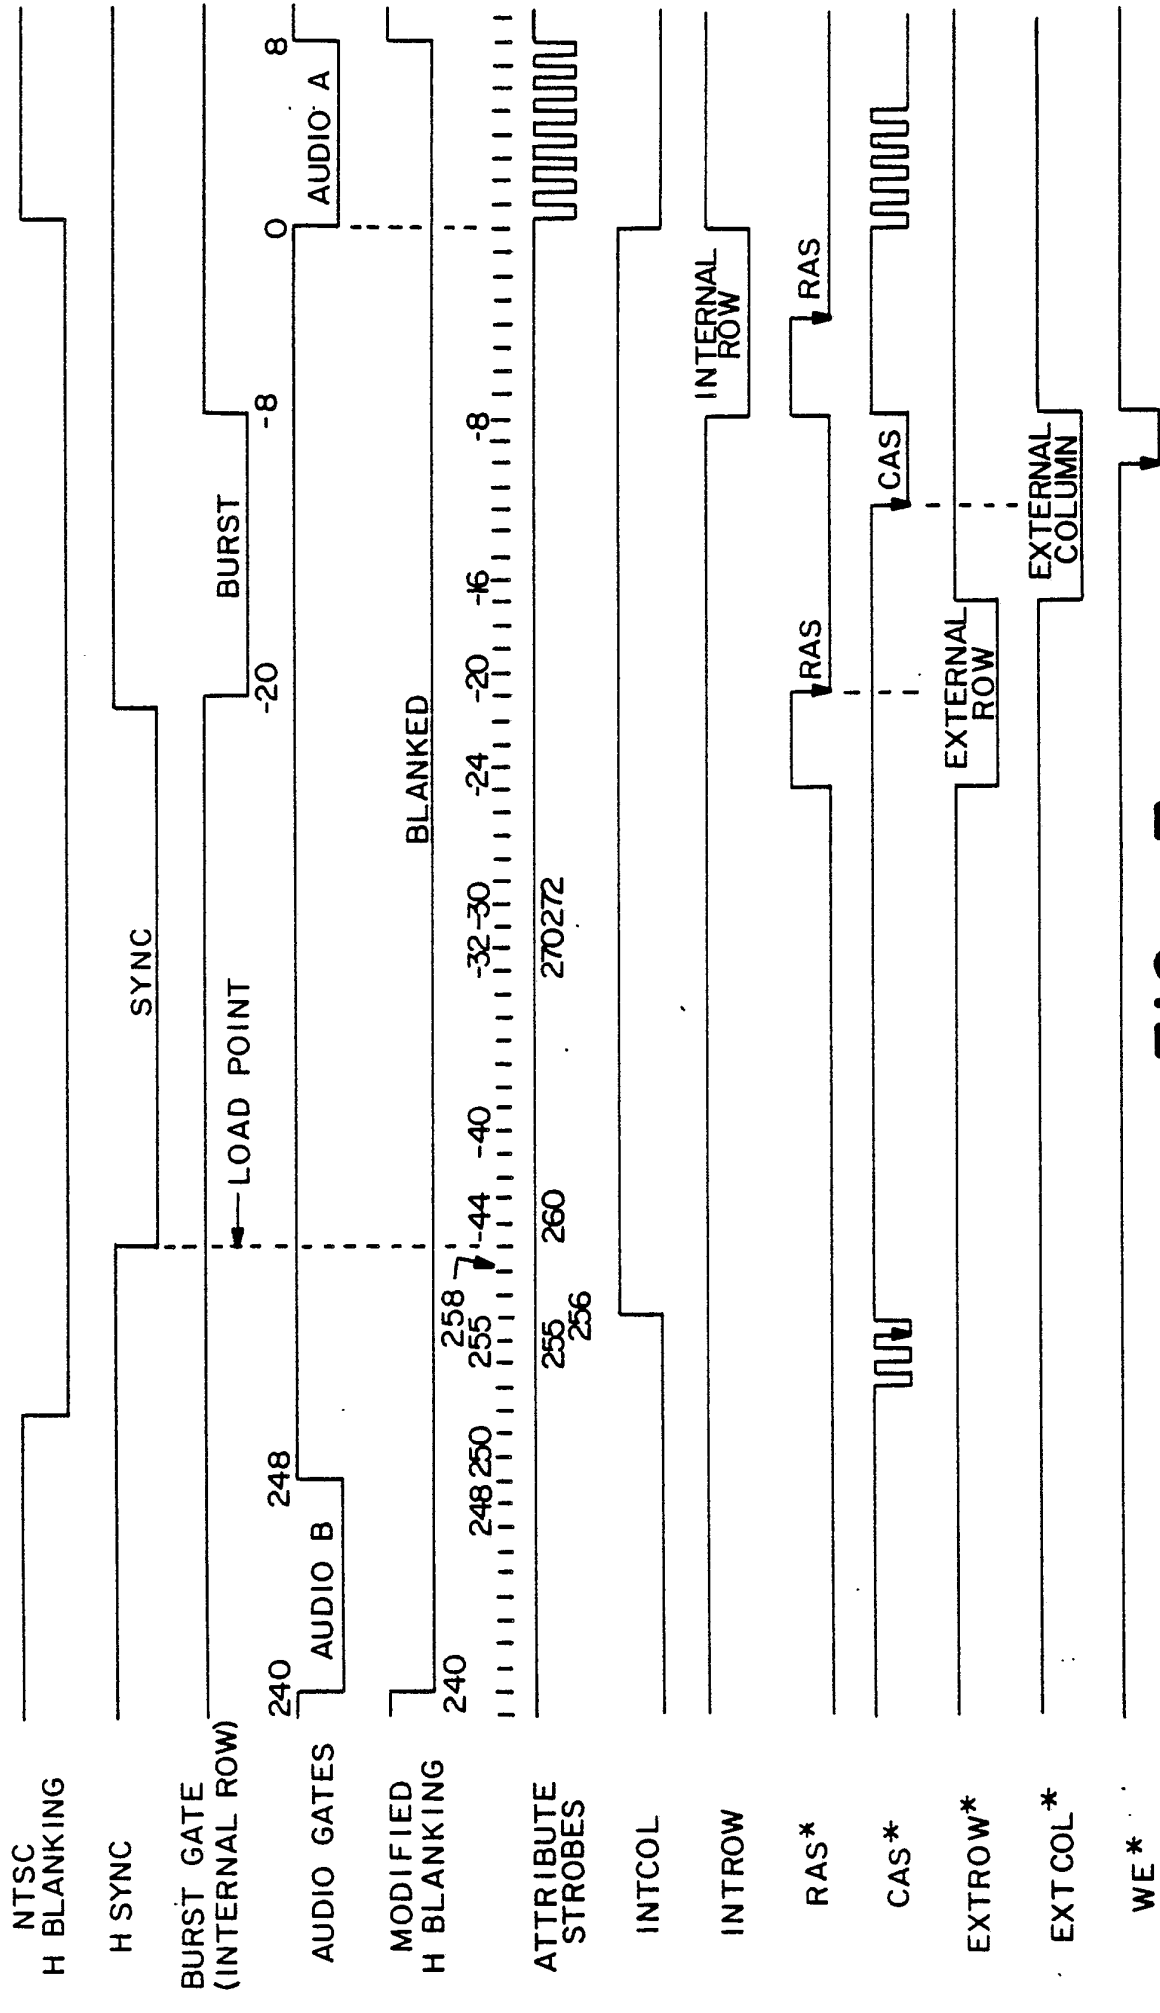 NTSC
H BLANKING
H SYNC
SYNC
BURST GATE
(INTERNAL ROW)
LOAD POINT
BURST
-20
-8
AUDIO GATES
240
AUDIO B
248
0
AUDIO A
8
MODIFIED
H BLANKING
240
BLANKED
248 250 255 258 -44 -40 -32 -30 -24 -20 -16 -8
ATTRIBUTE
STROBES
255
256
260
270 272
INTCOL
INTROW
INTERNAL
ROW
RAS*
RAS
RAS
CAS*
CAS
EXTROW*
EXTERNAL
ROW
EXTCOL*
EXTERNAL
COLUMN
WE*